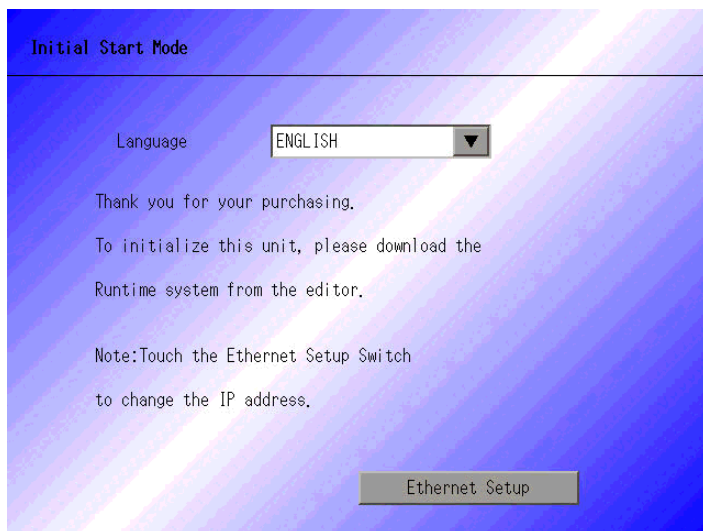 Initial Start Mode
Language
ENGLISH
Thank you for your purchasing.
To initialize this unit, please download the
Runtime system from the editor.
Note:Touch the Ethernet Setup Switch
to change the IP address.
Ethernet Setup